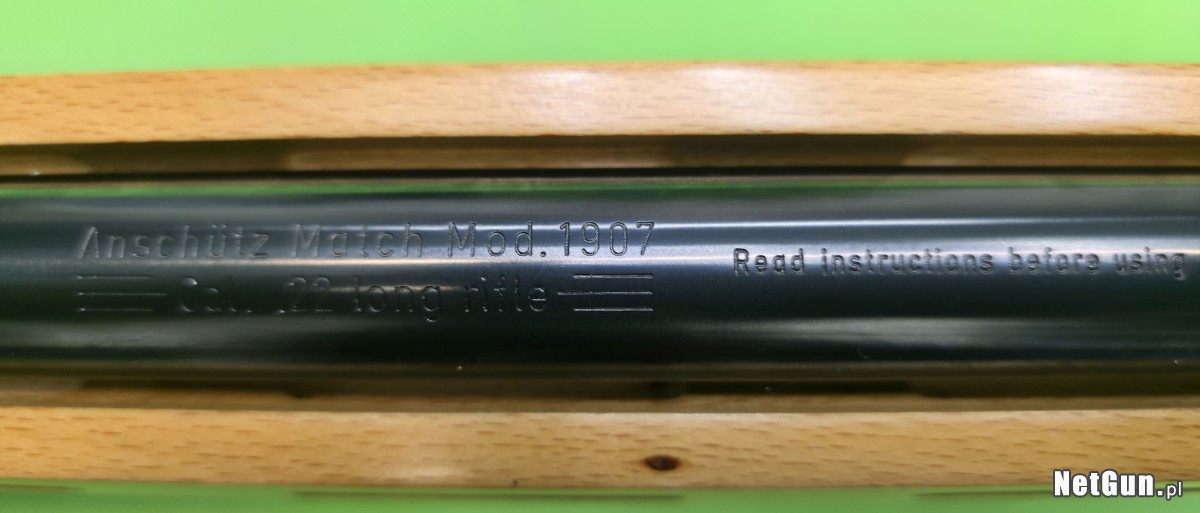 Anschütz Match Mod. 1907
Cal. .22 long rifle
Read instructions before using
NetGun.pl